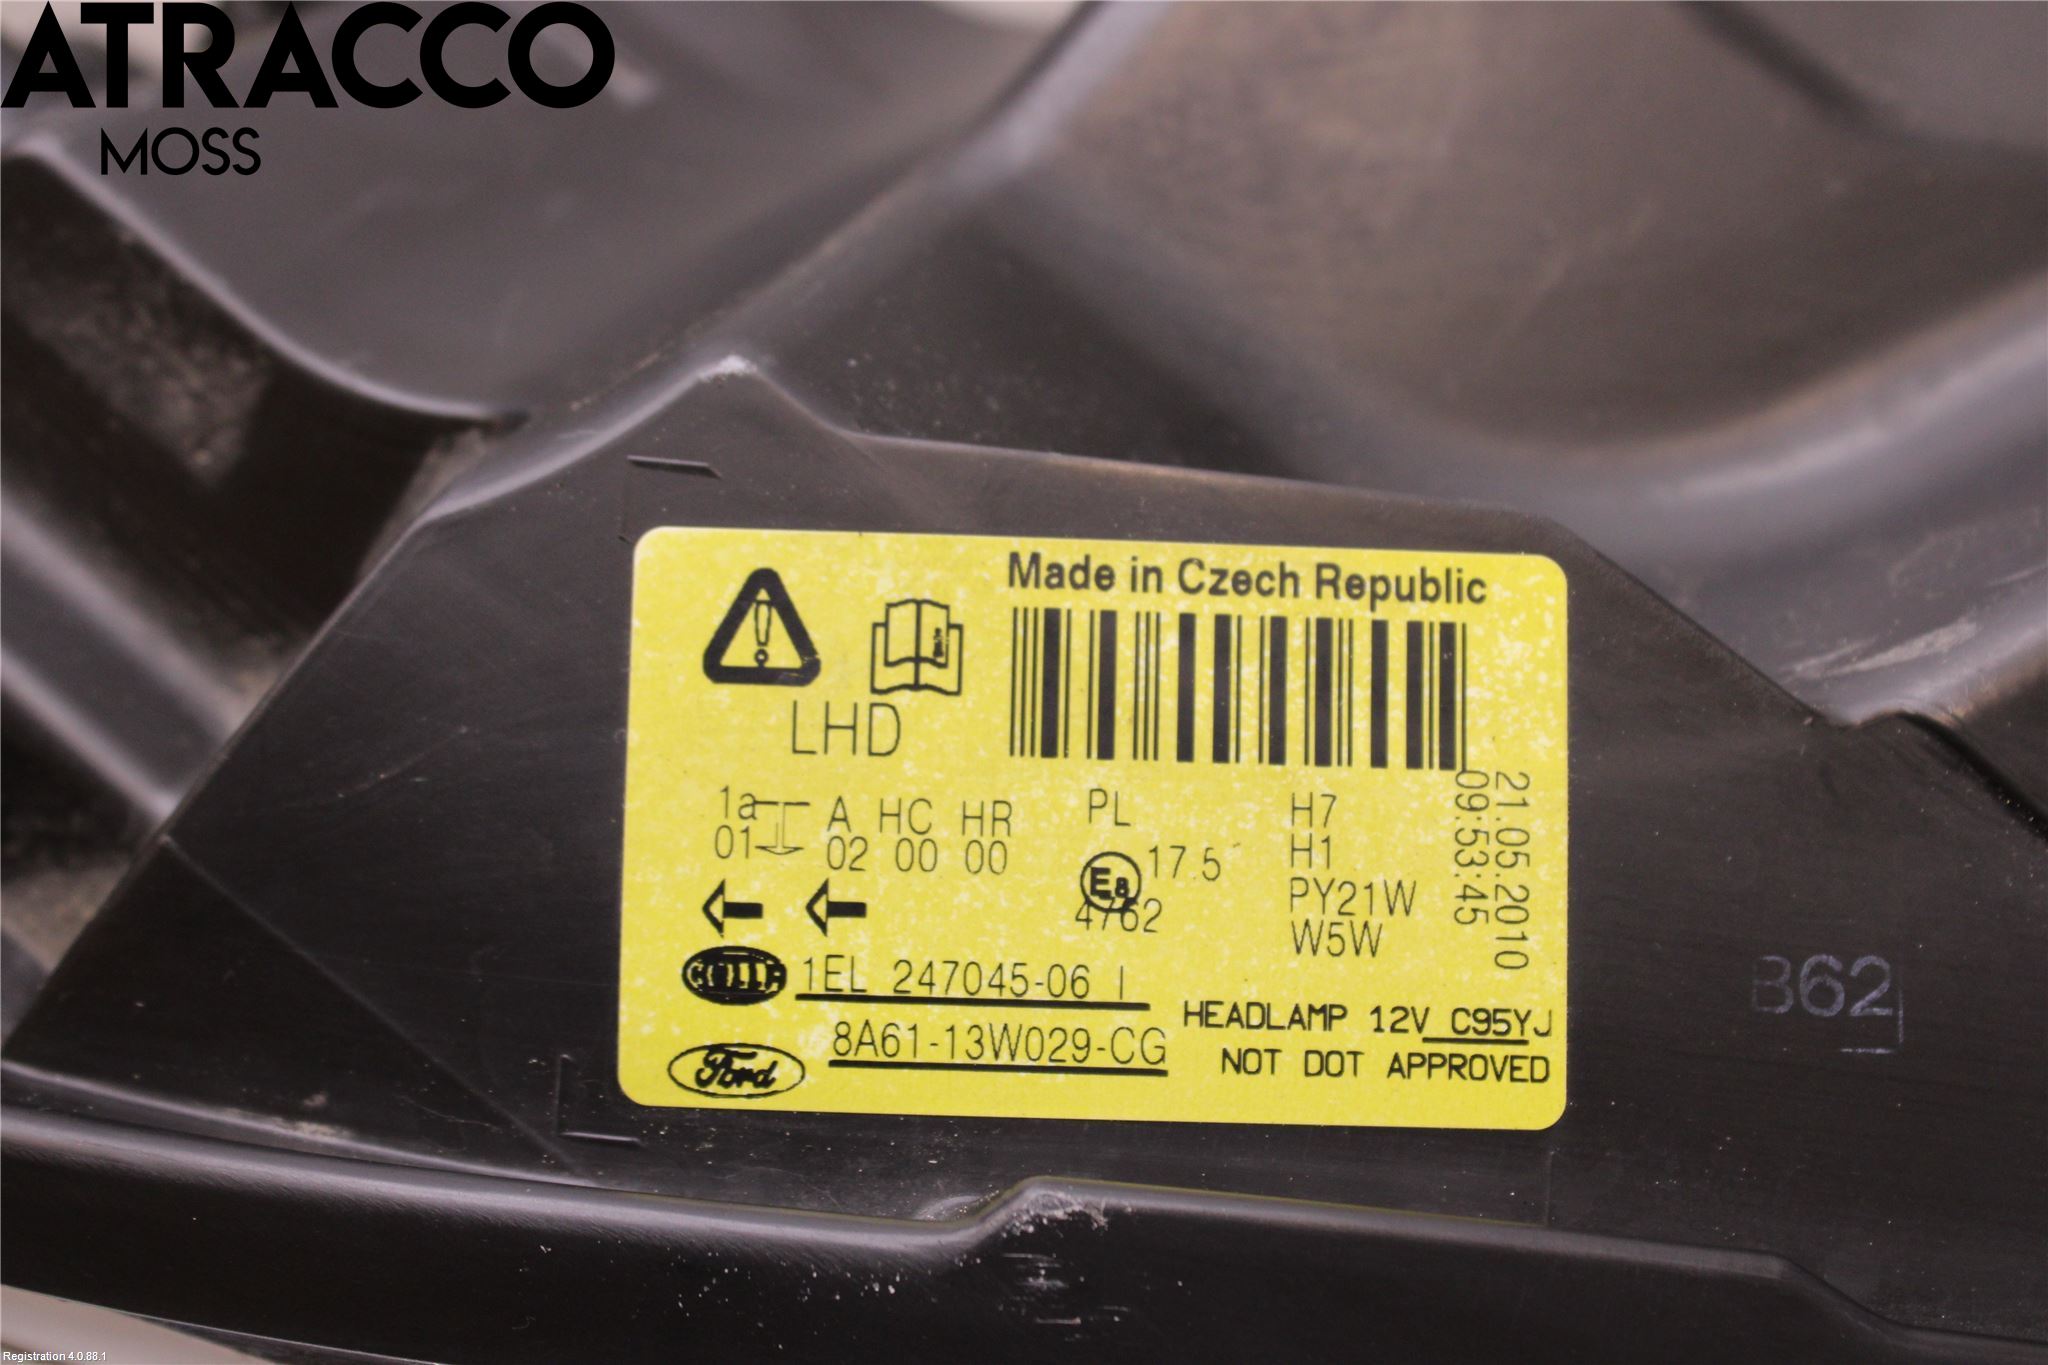 ATRACCO
MOSS
Made in Czech Republic
LHD
1a A HC HR PL H7
01 02 00 00 17.5 H1
E8
4762
PY21W
W5W
21.05.2010
09:53:45
HELLA 1EL 247045-06 I
8A61-13W029-CG
Ford
HEADLAMP 12V C95YJ
NOT DOT APPROVED
B62
Registration 4.0.88.1